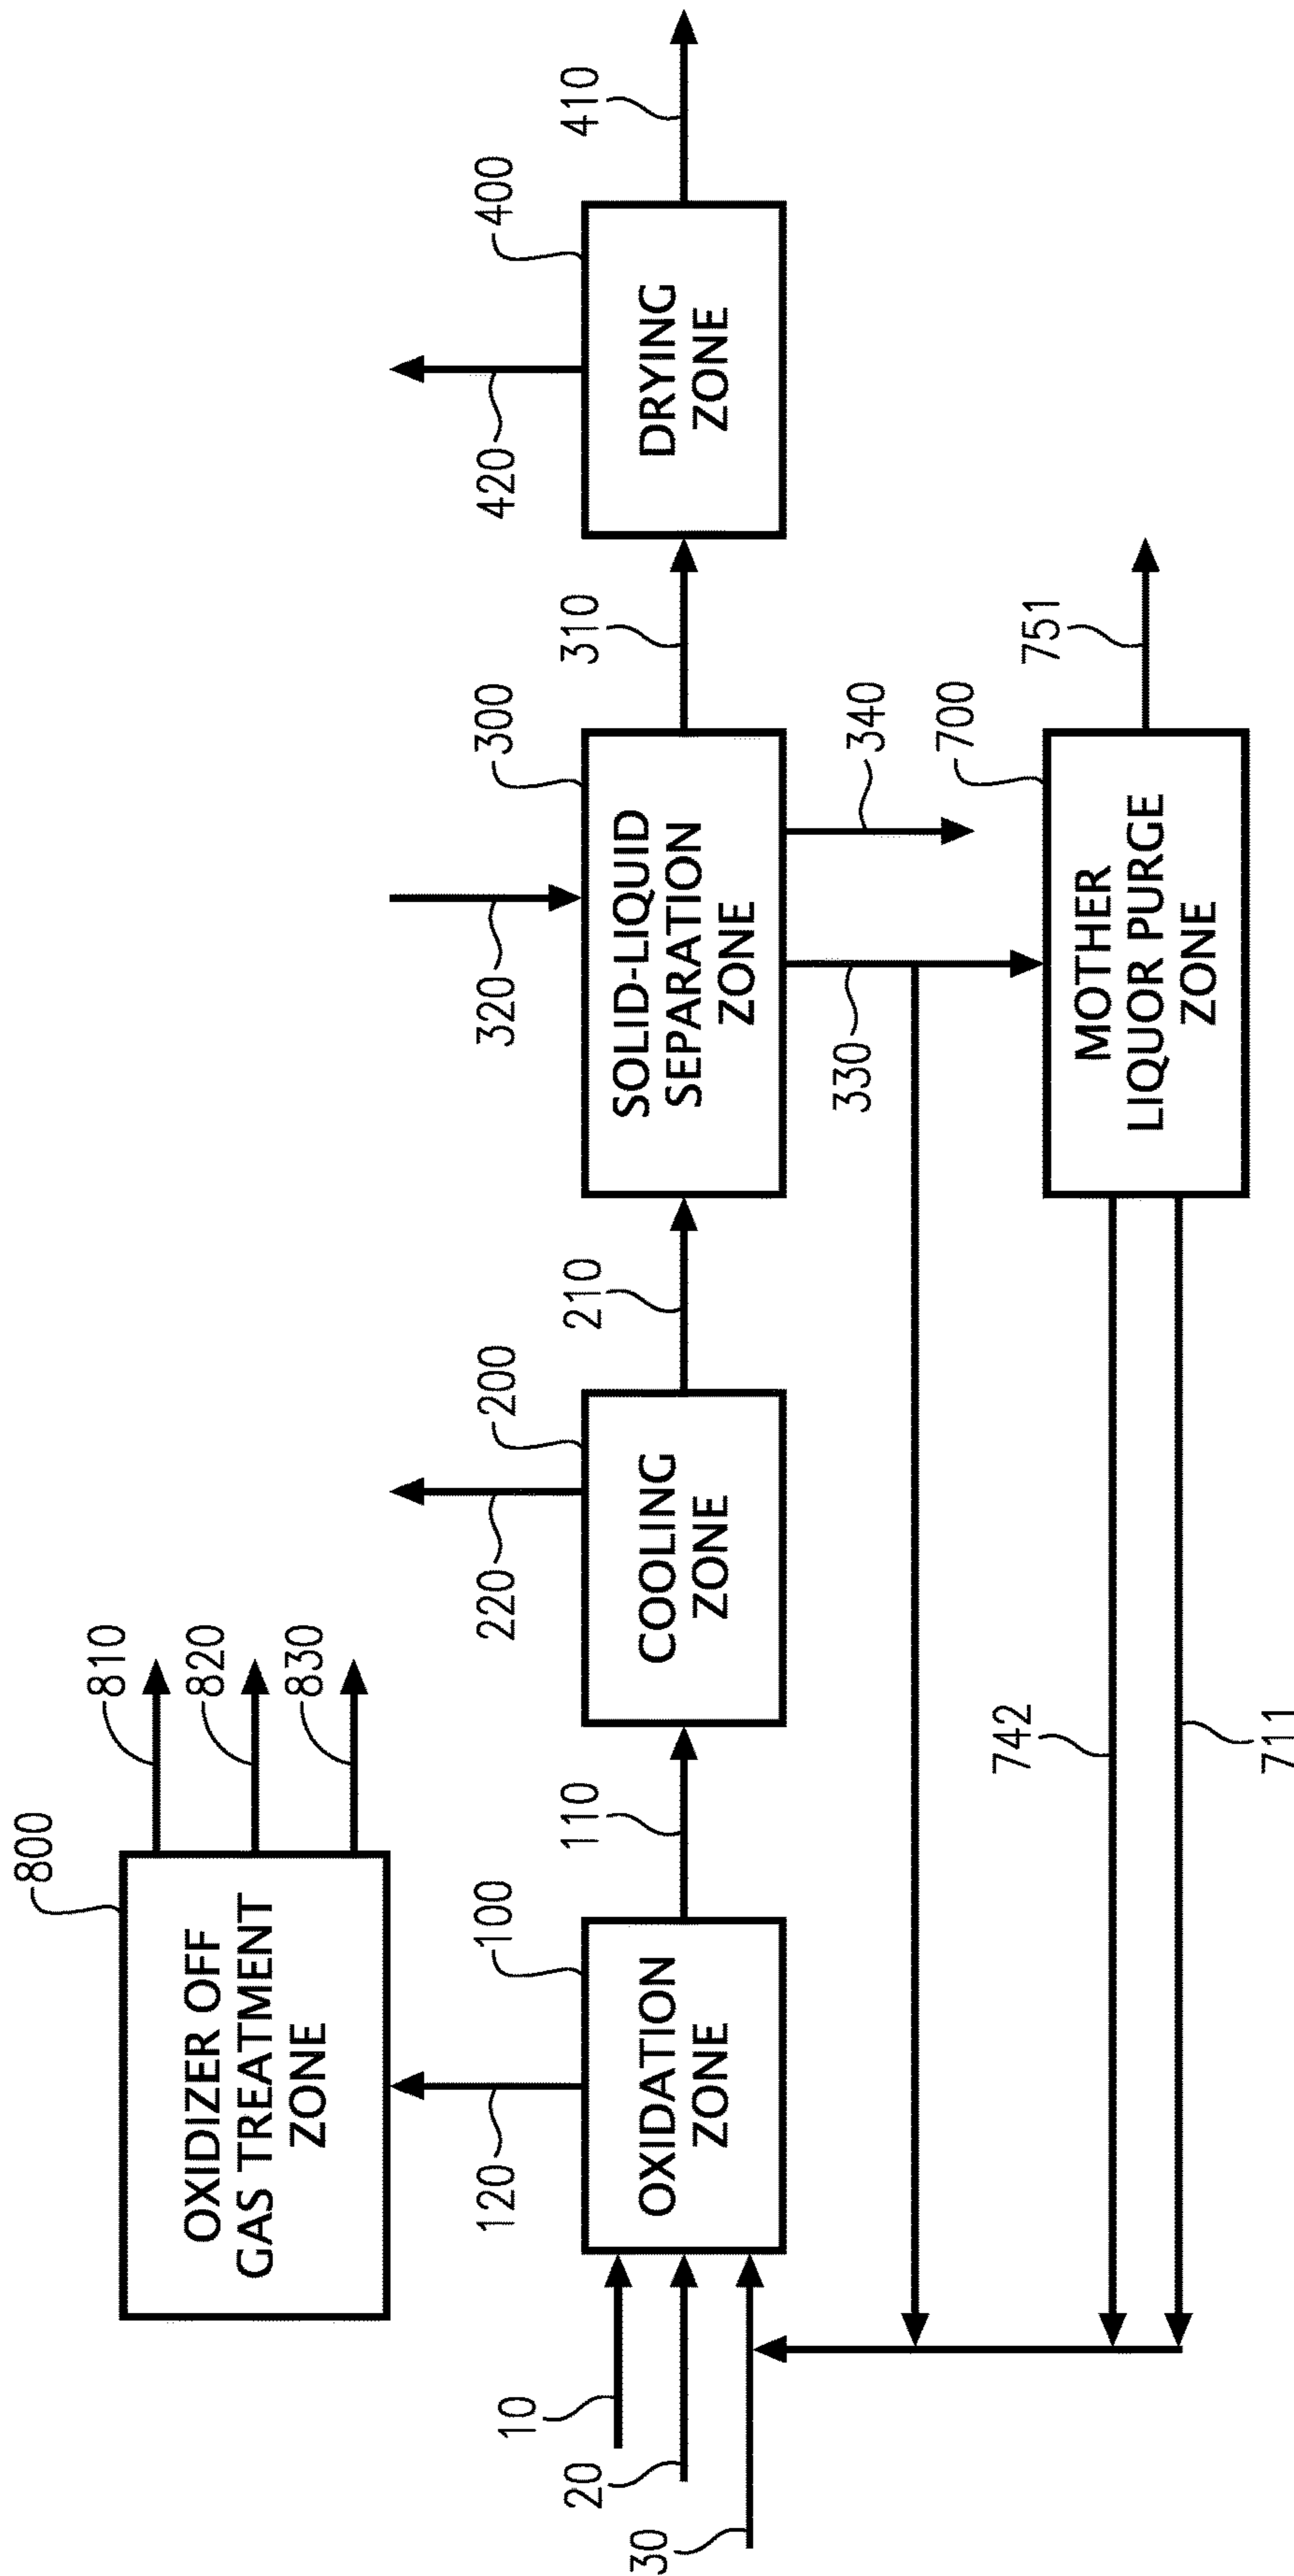 800
OXIDIZER OFF
GAS TREATMENT
ZONE
810
820
830
120
220
320
420
100
200
300
400
10
20
30
OXIDATION
ZONE
110
COOLING
ZONE
210
SOLID-LIQUID
SEPARATION
ZONE
310
DRYING
ZONE
410
330
340
700
742
711
MOTHER
LIQUOR PURGE
ZONE
751